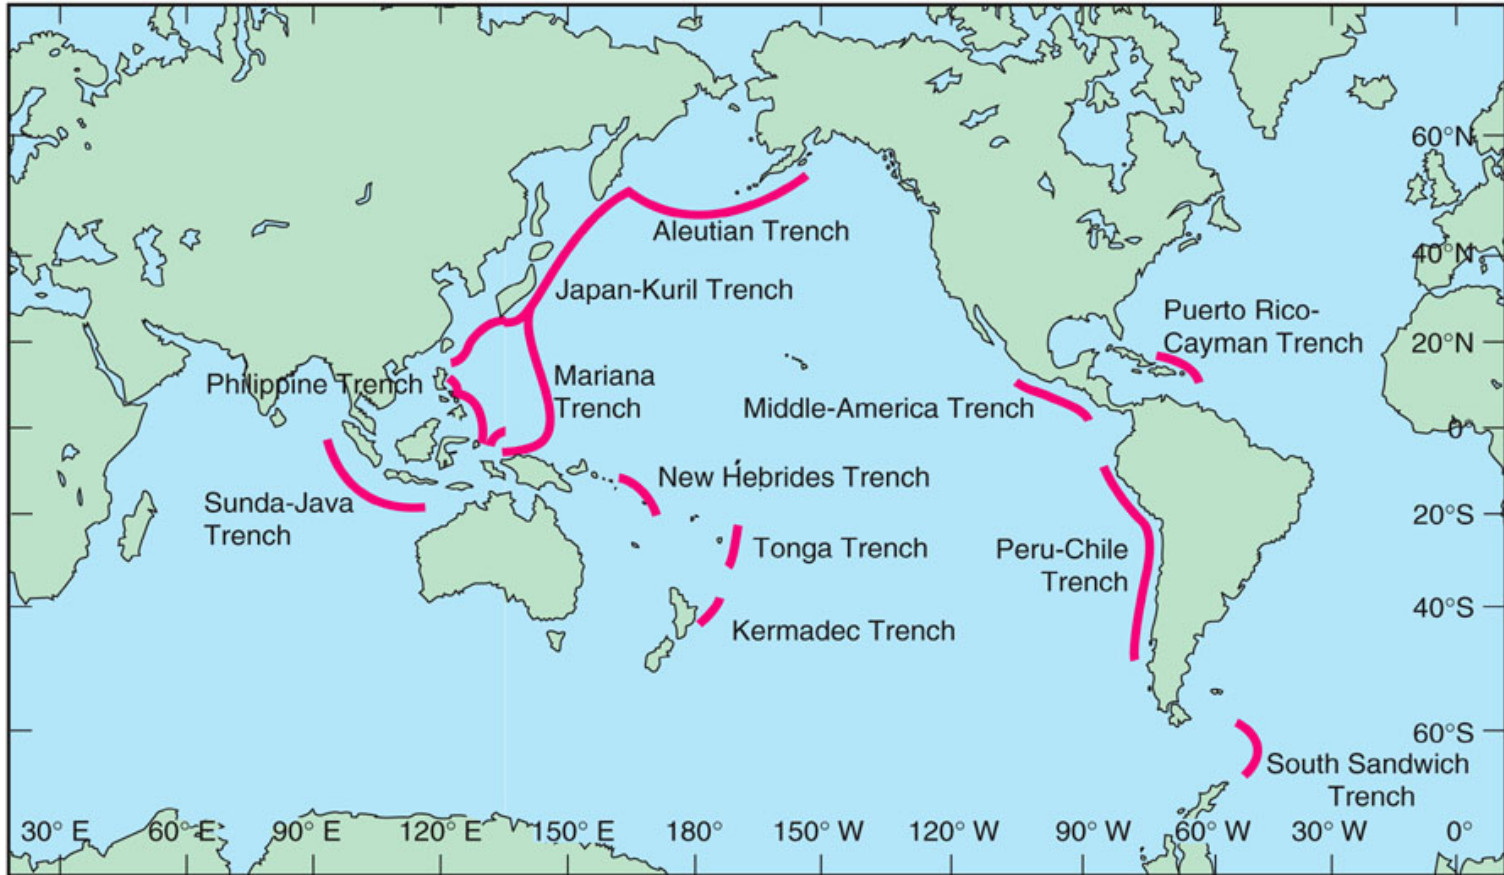 60°N
Aleutian Trench
40°N
Japan-Kuril Trench
Puerto Rico-
Cayman Trench
20°N
Philippine Trench
Mariana
Trench
Middle-America Trench
0°
New Hebrides Trench
Sunda-Java
Trench
20°S
Tonga Trench
Peru-Chile
Trench
40°S
Kermadec Trench
60°S
South Sandwich
Trench
30° E 60° E 90° E 120° E 150° E 180° 150° W 120° W 90° W 60° W 30° W 0°